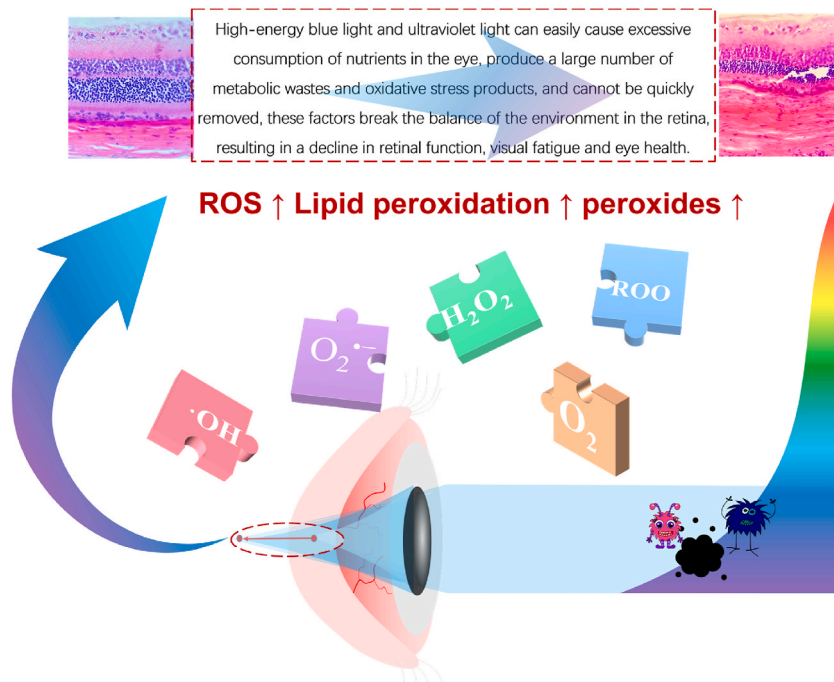 High-energy blue light and ultraviolet light can easily cause excessive
consumption of nutrients in the eye, produce a large number of
metabolic wastes and oxidative stress products, and cannot be quickly
removed, these factors break the balance of the environment in the retina,
resulting in a decline in retinal function, visual fatigue and eye health.
ROS ↑ Lipid peroxidation ↑ peroxides ↑
H₂O₂
ROO
O₂•−
O₂
·OH